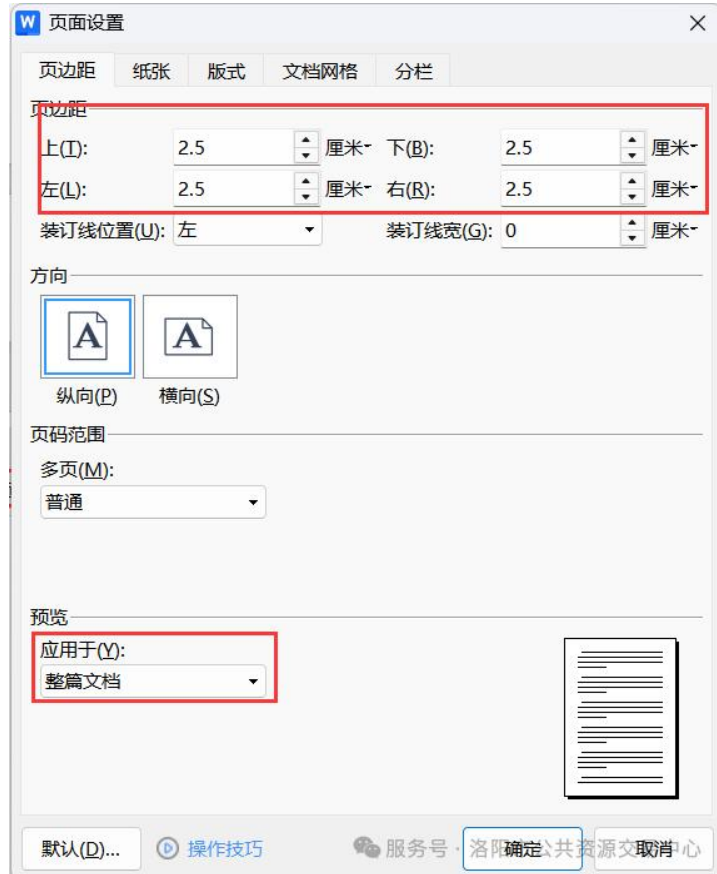 W 页面设置
页边距 纸张 版式 文档网格 分栏
页边距
上(T): 2.5 厘米 下(B): 2.5 厘米
左(L): 2.5 厘米 右(R): 2.5 厘米
装订线位置(U): 左 装订线宽(G): 0 厘米
方向
A A
纵向(P) 横向(S)
页码范围
多页(M):
普通
预览
应用于(Y):
整篇文档
默认(D)... 操作技巧 确定 取消
服务号 · 洛阳 公共资源交 中心